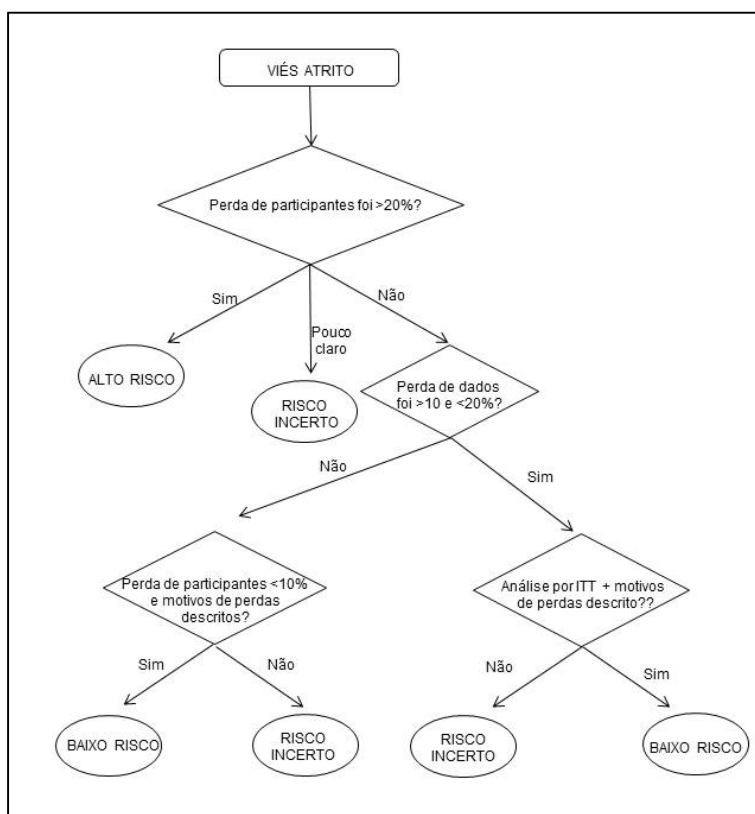 VIÉS ATRITO
Perda de participantes foi >20%?
Sim
Pouco
claro
Não
ALTO RISCO
RISCO
INCERTO
Perda de dados
foi >10 e <20%?
Não
Sim
Perda de participantes <10%
e motivos de perdas
descritos?
Análise por ITT + motivos
de perdas descrito??
Sim
Não
Não
Sim
BAIXO RISCO
RISCO
INCERTO
RISCO
INCERTO
BAIXO RISCO